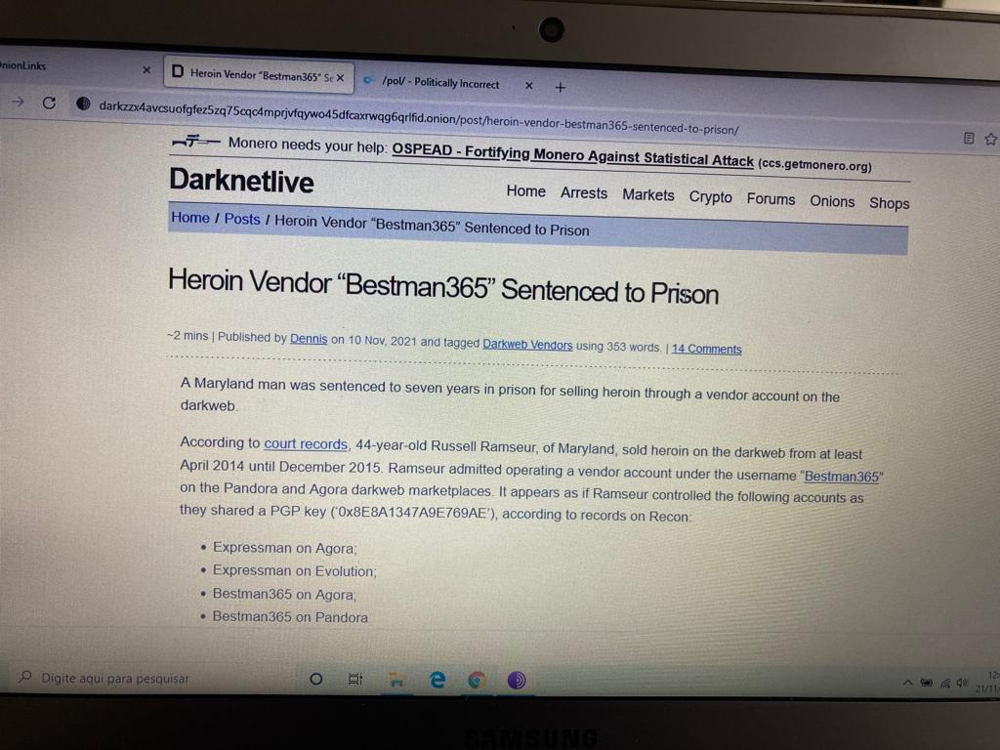 OnionLinks
Heroin Vendor “Bestman365” Se
/pol/ - Politically Incorrect
darkzzx4avcsuofgfez5zq75cqc4mprjvfqywo45dfcaxrwqg6qrlfid.onion/post/heroin-vendor-bestman365-sentenced-to-prison/
Monero needs your help: OSPEAD - Fortifying Monero Against Statistical Attack (ccs.getmonero.org)
Darknetlive
Home Arrests Markets Crypto Forums Onions Shops
Home / Posts / Heroin Vendor “Bestman365” Sentenced to Prison
Heroin Vendor “Bestman365” Sentenced to Prison
~2 mins | Published by Dennis on 10 Nov, 2021 and tagged Darkweb Vendors using 353 words. | 14 Comments
A Maryland man was sentenced to seven years in prison for selling heroin through a vendor account on the
darkweb.
According to court records, 44-year-old Russell Ramseur, of Maryland, sold heroin on the darkweb from at least
April 2014 until December 2015. Ramseur admitted operating a vendor account under the username “Bestman365”
on the Pandora and Agora darkweb marketplaces. It appears as if Ramseur controlled the following accounts as
they shared a PGP key (‘0x8E8A1347A9E769AE’), according to records on Recon:
• Expressman on Agora;
• Expressman on Evolution;
• Bestman365 on Agora;
• Bestman365 on Pandora
Digite aqui para pesquisar
21/11/
SAMSUNG